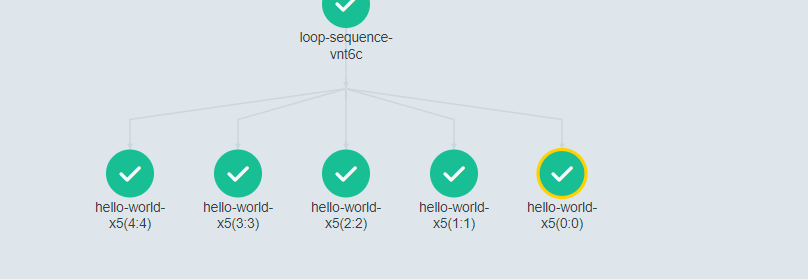 loop-sequence-
vnt6c
hello-world-
x5(4:4)
hello-world-
x5(3:3)
hello-world-
x5(2:2)
hello-world-
x5(1:1)
hello-world-
x5(0:0)